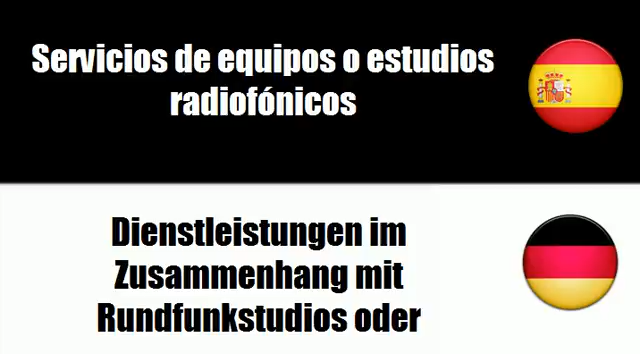 Servicios de equipos o estudios
radiofónicos
Dienstleistungen im
Zusammenhang mit
Rundfunkstudios oder